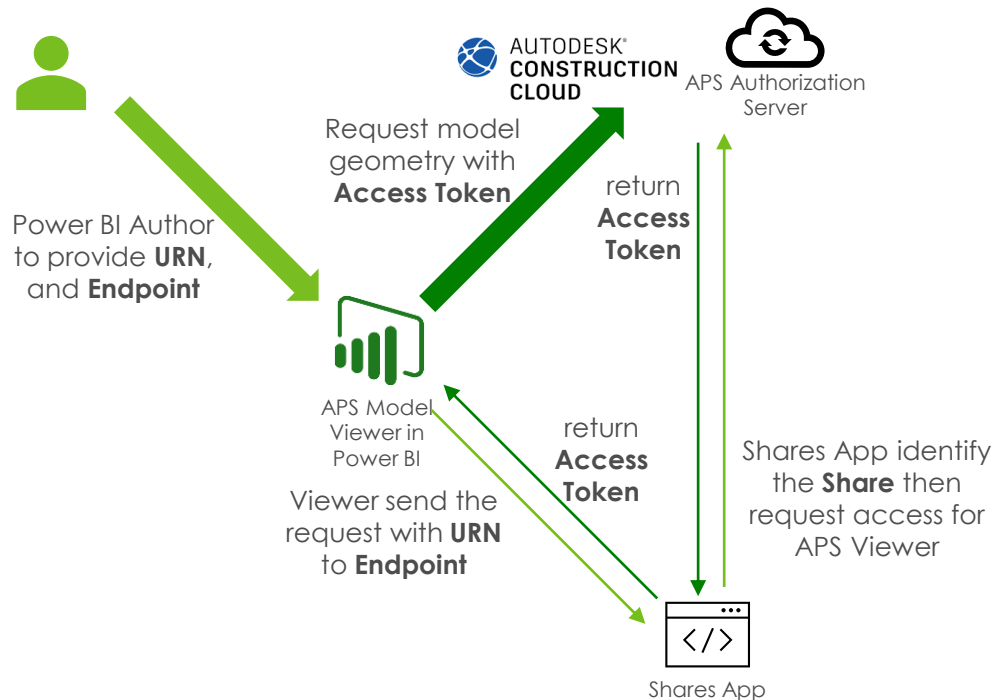 AUTODESK®
CONSTRUCTION
CLOUD
APS Authorization
Server
Request model
geometry with
Access Token
return
Access
Token
Power BI Author
to provide URN,
and Endpoint
APS Model
Viewer in
Power BI
return
Access
Token
Shares App identify
the Share then
request access for
APS Viewer
Viewer send the
request with URN
to Endpoint
</>
Shares App